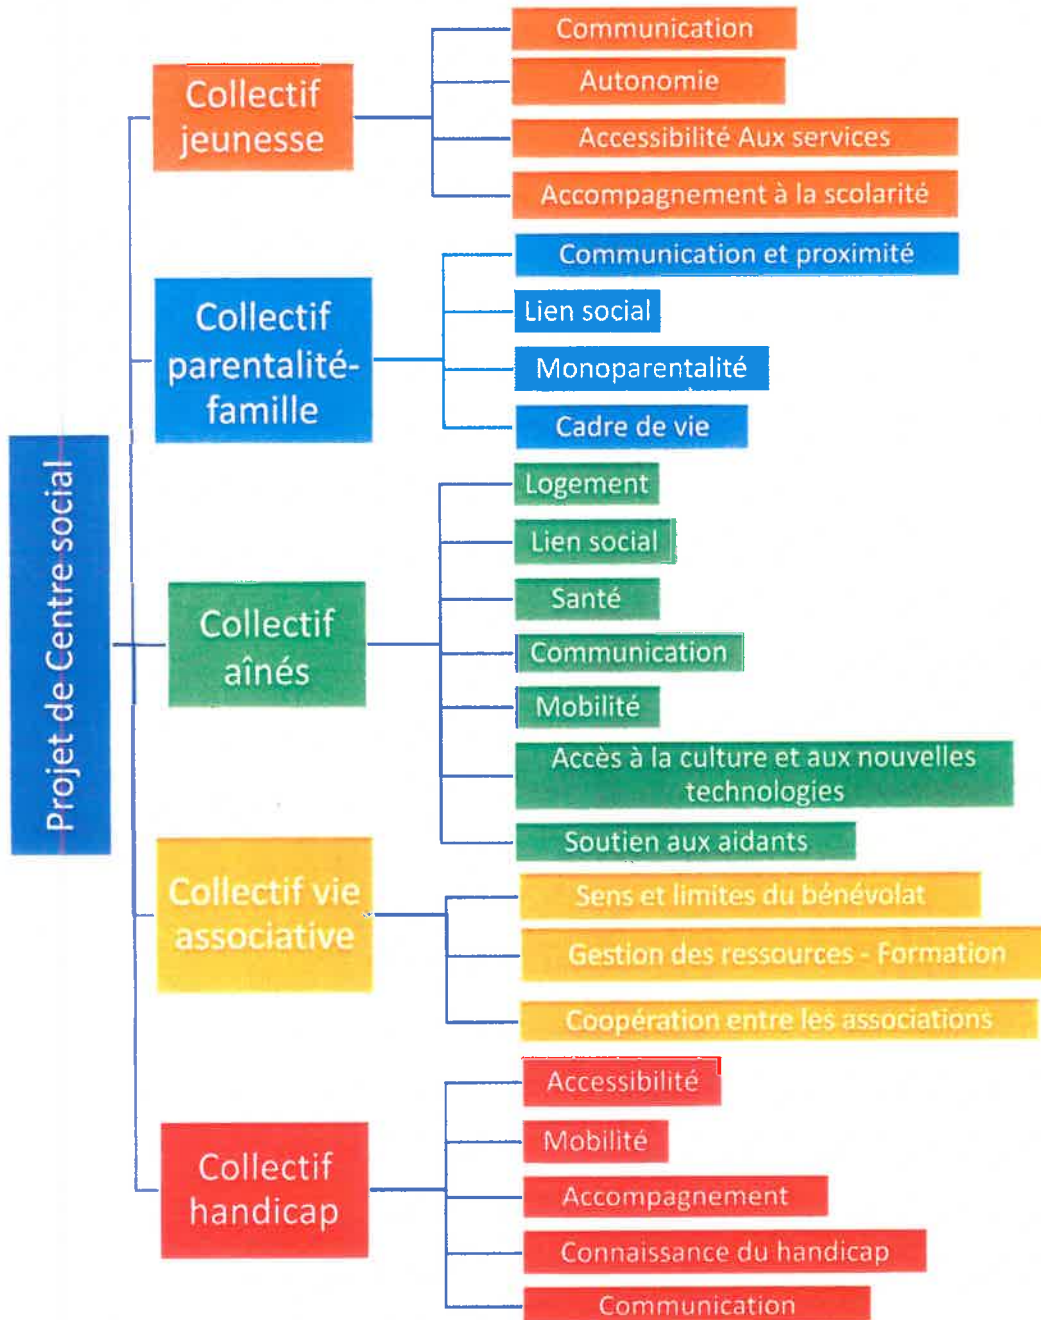 Projet de Centre social
Collectif
jeunesse
Communication
Autonomie
Accessibilité Aux services
Accompagnement à la scolarité
Collectif
parentalité-
famille
Communication et proximité
Lien social
Monoparentalité
Cadre de vie
Collectif
aînés
Logement
Lien social
Santé
Communication
Mobilité
Accès à la culture et aux nouvelles
technologies
Soutien aux aidants
Collectif vie
associative
Sens et limites du bénévolat
Gestion des ressources - Formation
Coopération entre les associations
Collectif
handicap
Accessibilité
Mobilité
Accompagnement
Connaissance du handicap
Communication